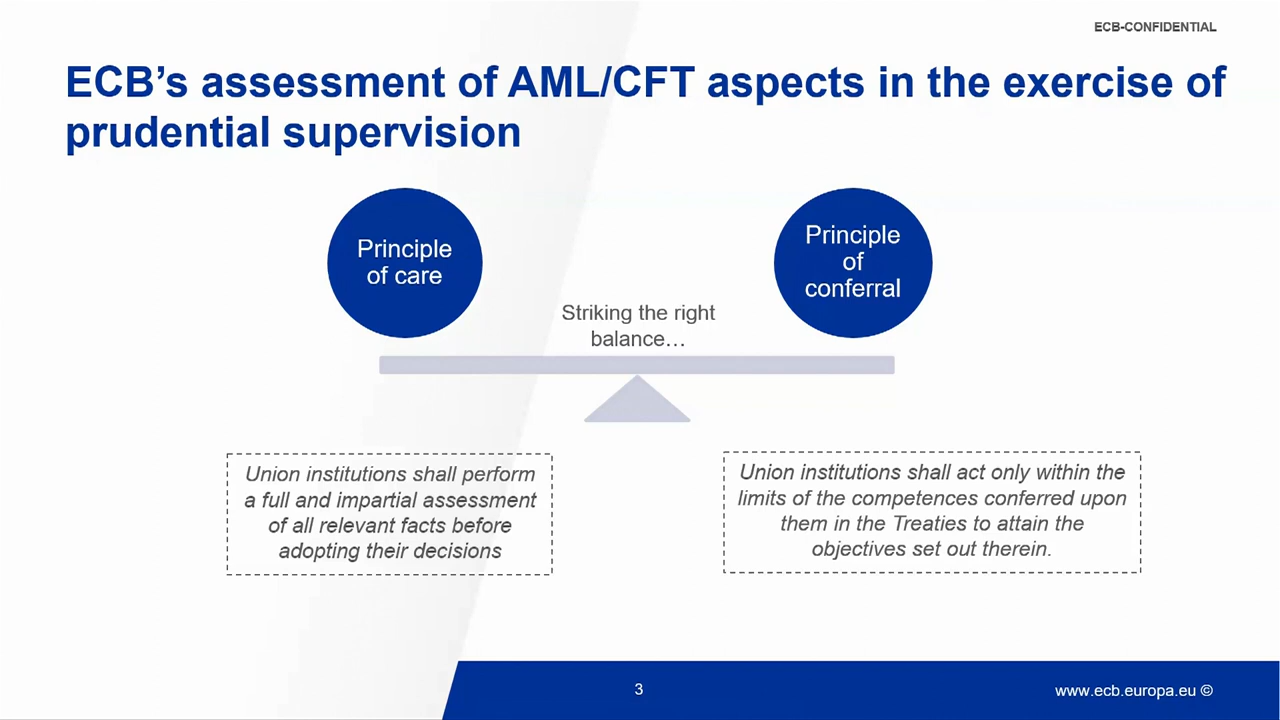 ECB-CONFIDENTIAL
ECB’s assessment of AML/CFT aspects in the exercise of
prudential supervision
Principle
of care
Principle
of
conferral
Striking the right
balance…
Union institutions shall perform
a full and impartial assessment
of all relevant facts before
adopting their decisions
Union institutions shall act only within the
limits of the competences conferred upon
them in the Treaties to attain the
objectives set out therein.
3
www.ecb.europa.eu ©